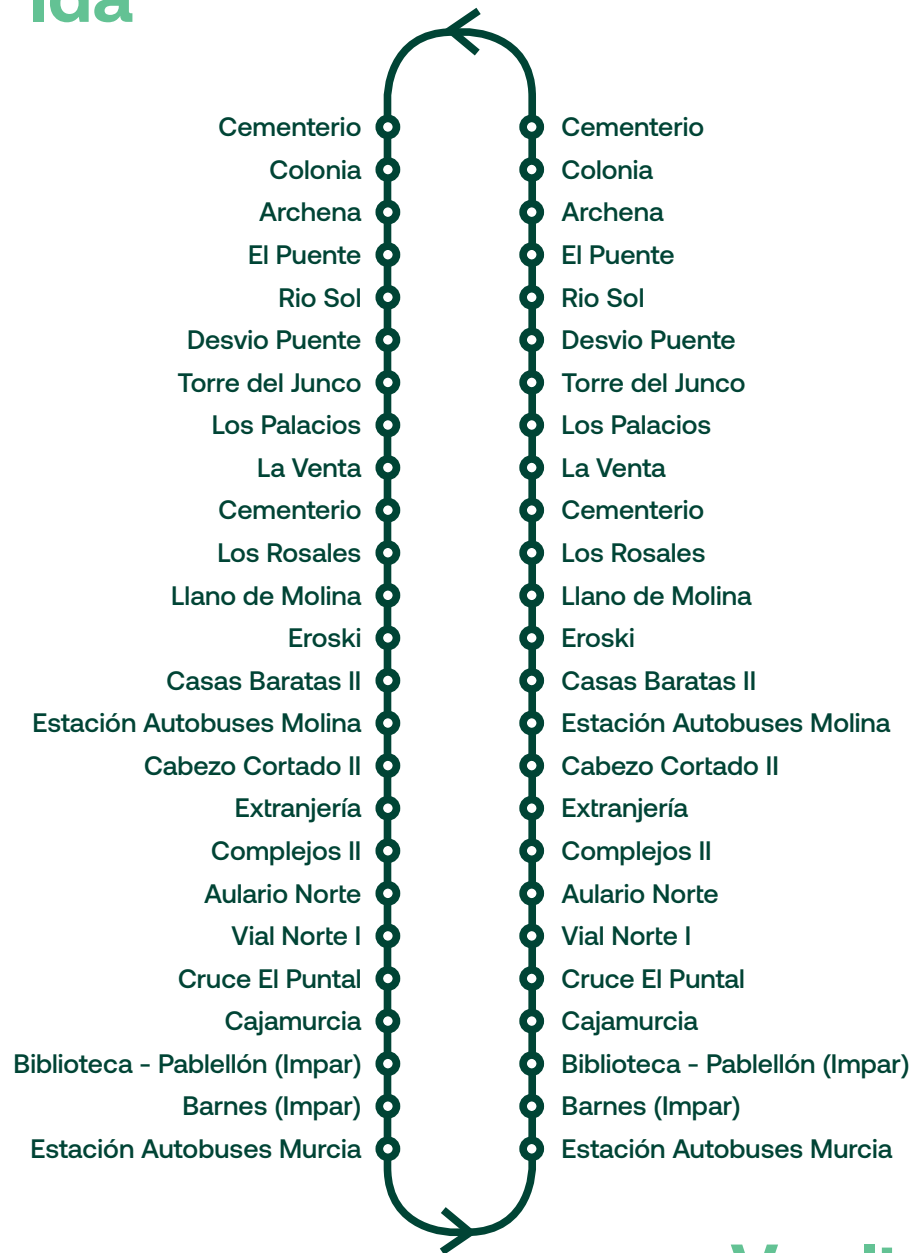 Ida
Cementerio
Colonia
Archena
El Puente
Rio Sol
Desvio Puente
Torre del Junco
Los Palacios
La Venta
Cementerio
Los Rosales
Llano de Molina
Eroski
Casas Baratas II
Estación Autobuses Molina
Cabezo Cortado II
Extranjería
Complejos II
Aulario Norte
Vial Norte I
Cruce El Puntal
Cajamurcia
Biblioteca - Pablellón (Impar)
Barnes (Impar)
Estación Autobuses Murcia
Cementerio
Colonia
Archena
El Puente
Rio Sol
Desvio Puente
Torre del Junco
Los Palacios
La Venta
Cementerio
Los Rosales
Llano de Molina
Eroski
Casas Baratas II
Estación Autobuses Molina
Cabezo Cortado II
Extranjería
Complejos II
Aulario Norte
Vial Norte I
Cruce El Puntal
Cajamurcia
Biblioteca - Pablellón (Impar)
Barnes (Impar)
Estación Autobuses Murcia